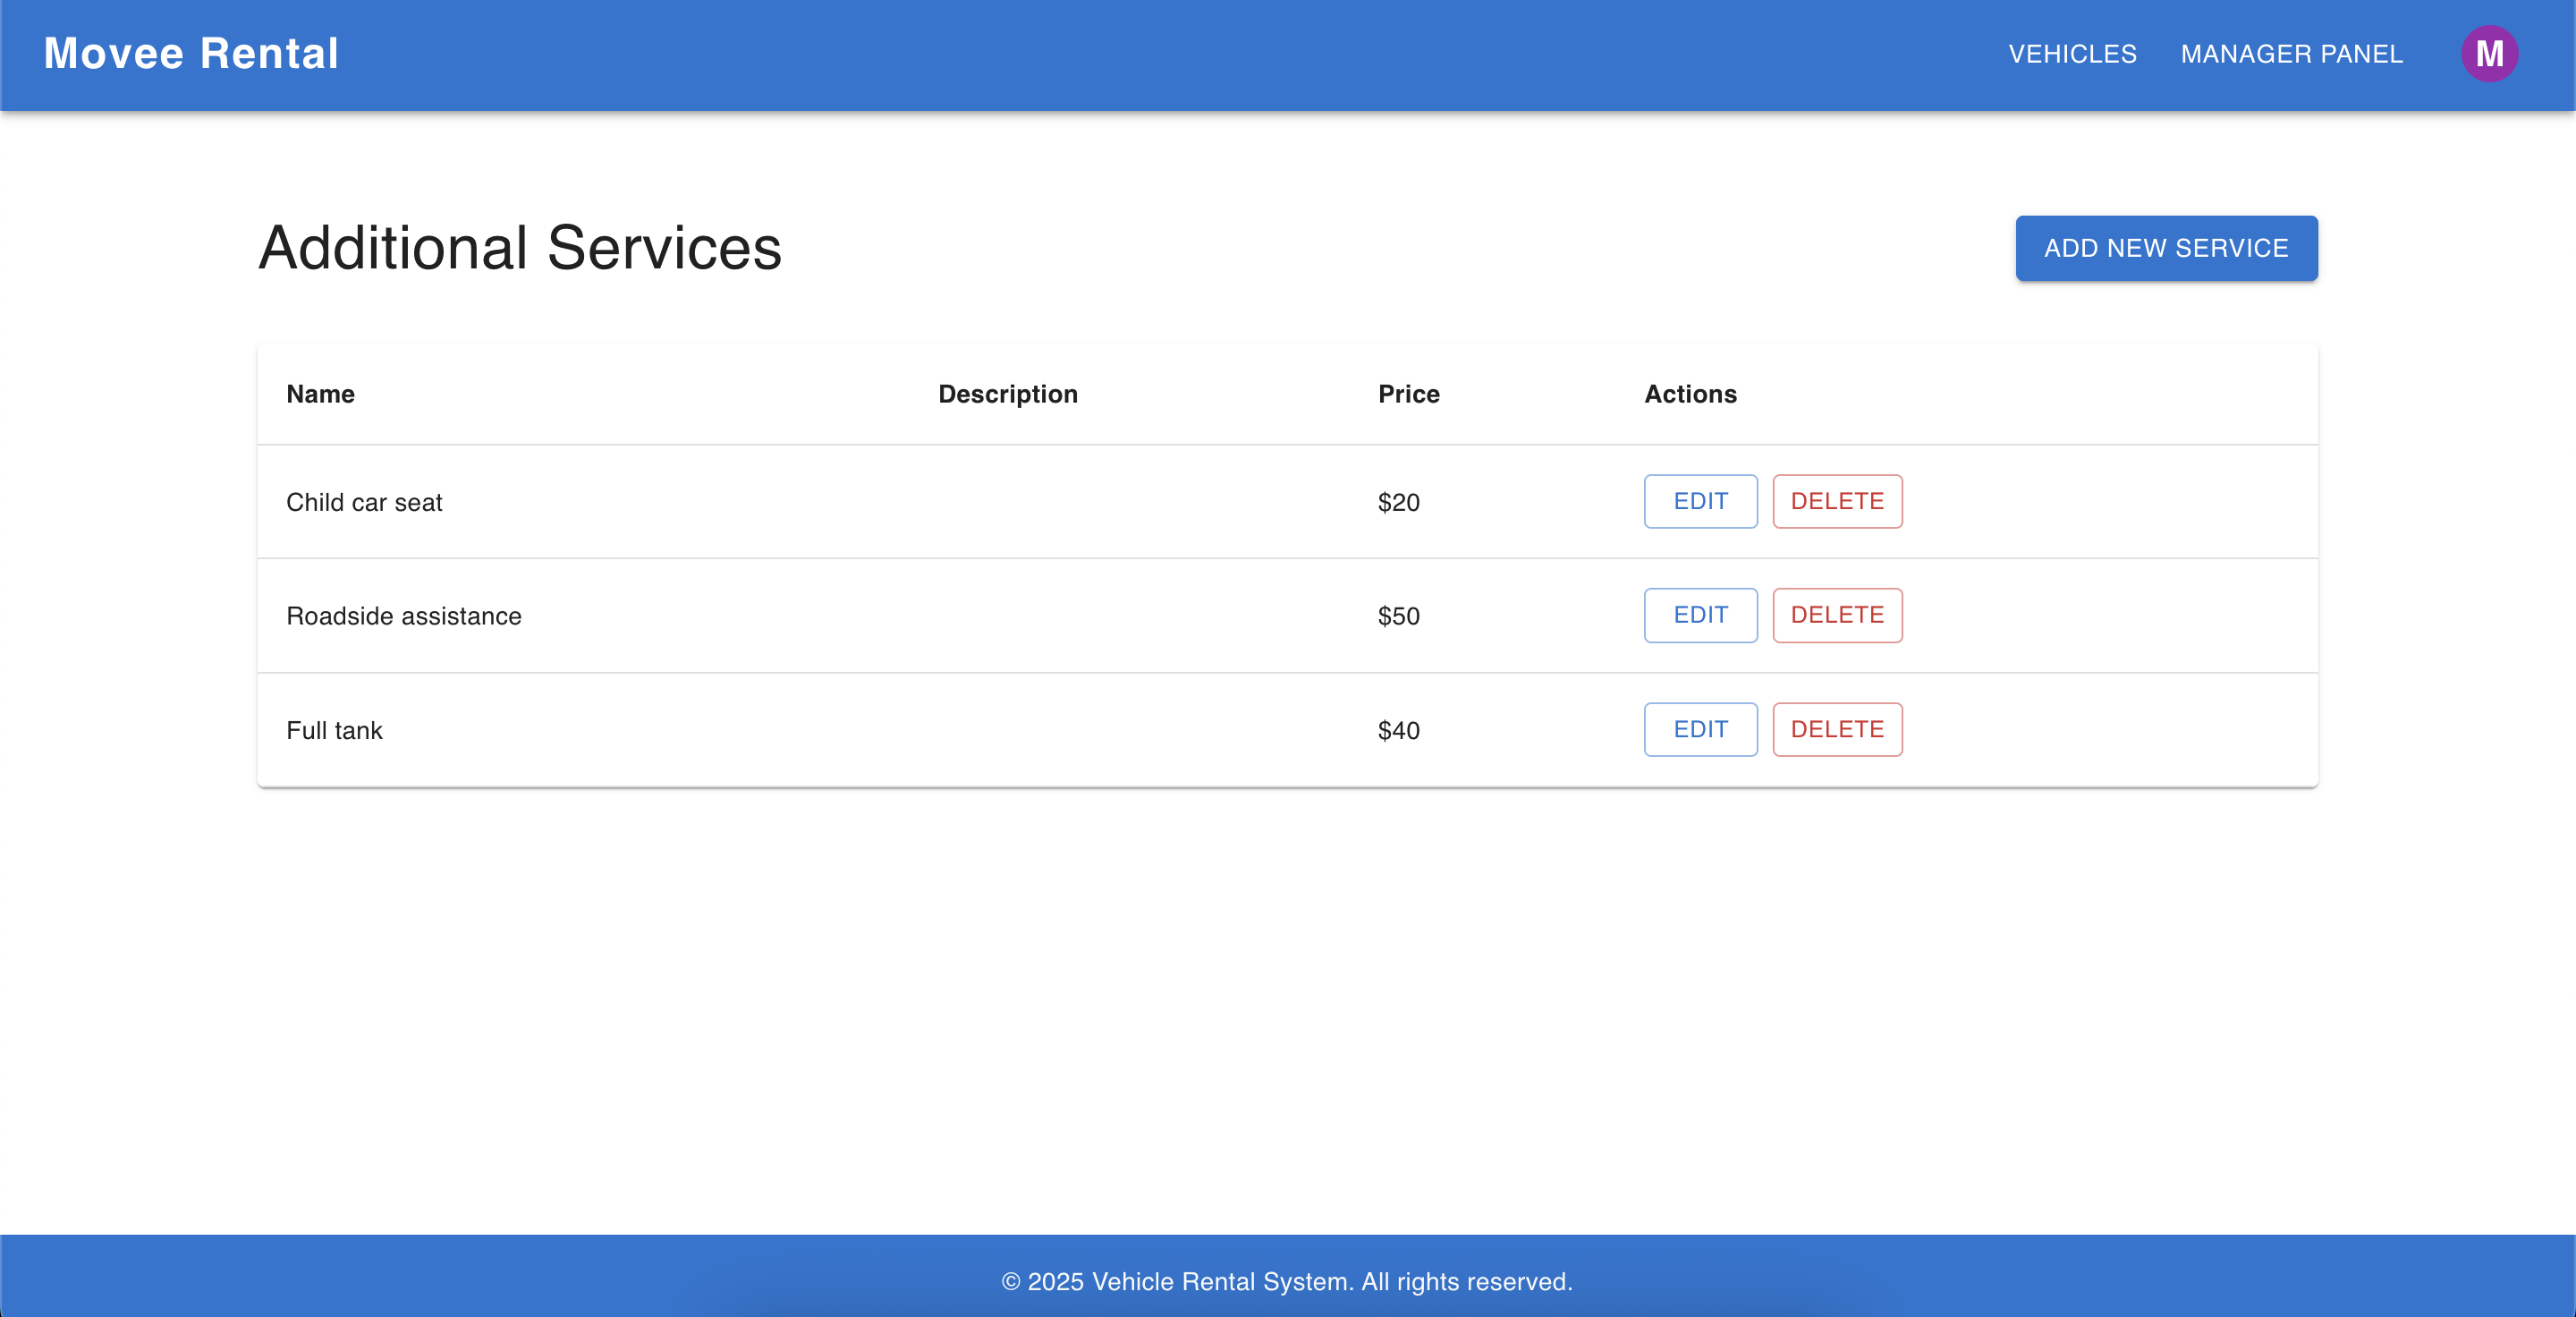 Movee Rental VEHICLES MANAGER PANEL M
Additional Services ADD NEW SERVICE
Name Description Price Actions
Child car seat $20 EDIT DELETE
Roadside assistance $50 EDIT DELETE
Full tank $40 EDIT DELETE
© 2025 Vehicle Rental System. All rights reserved.